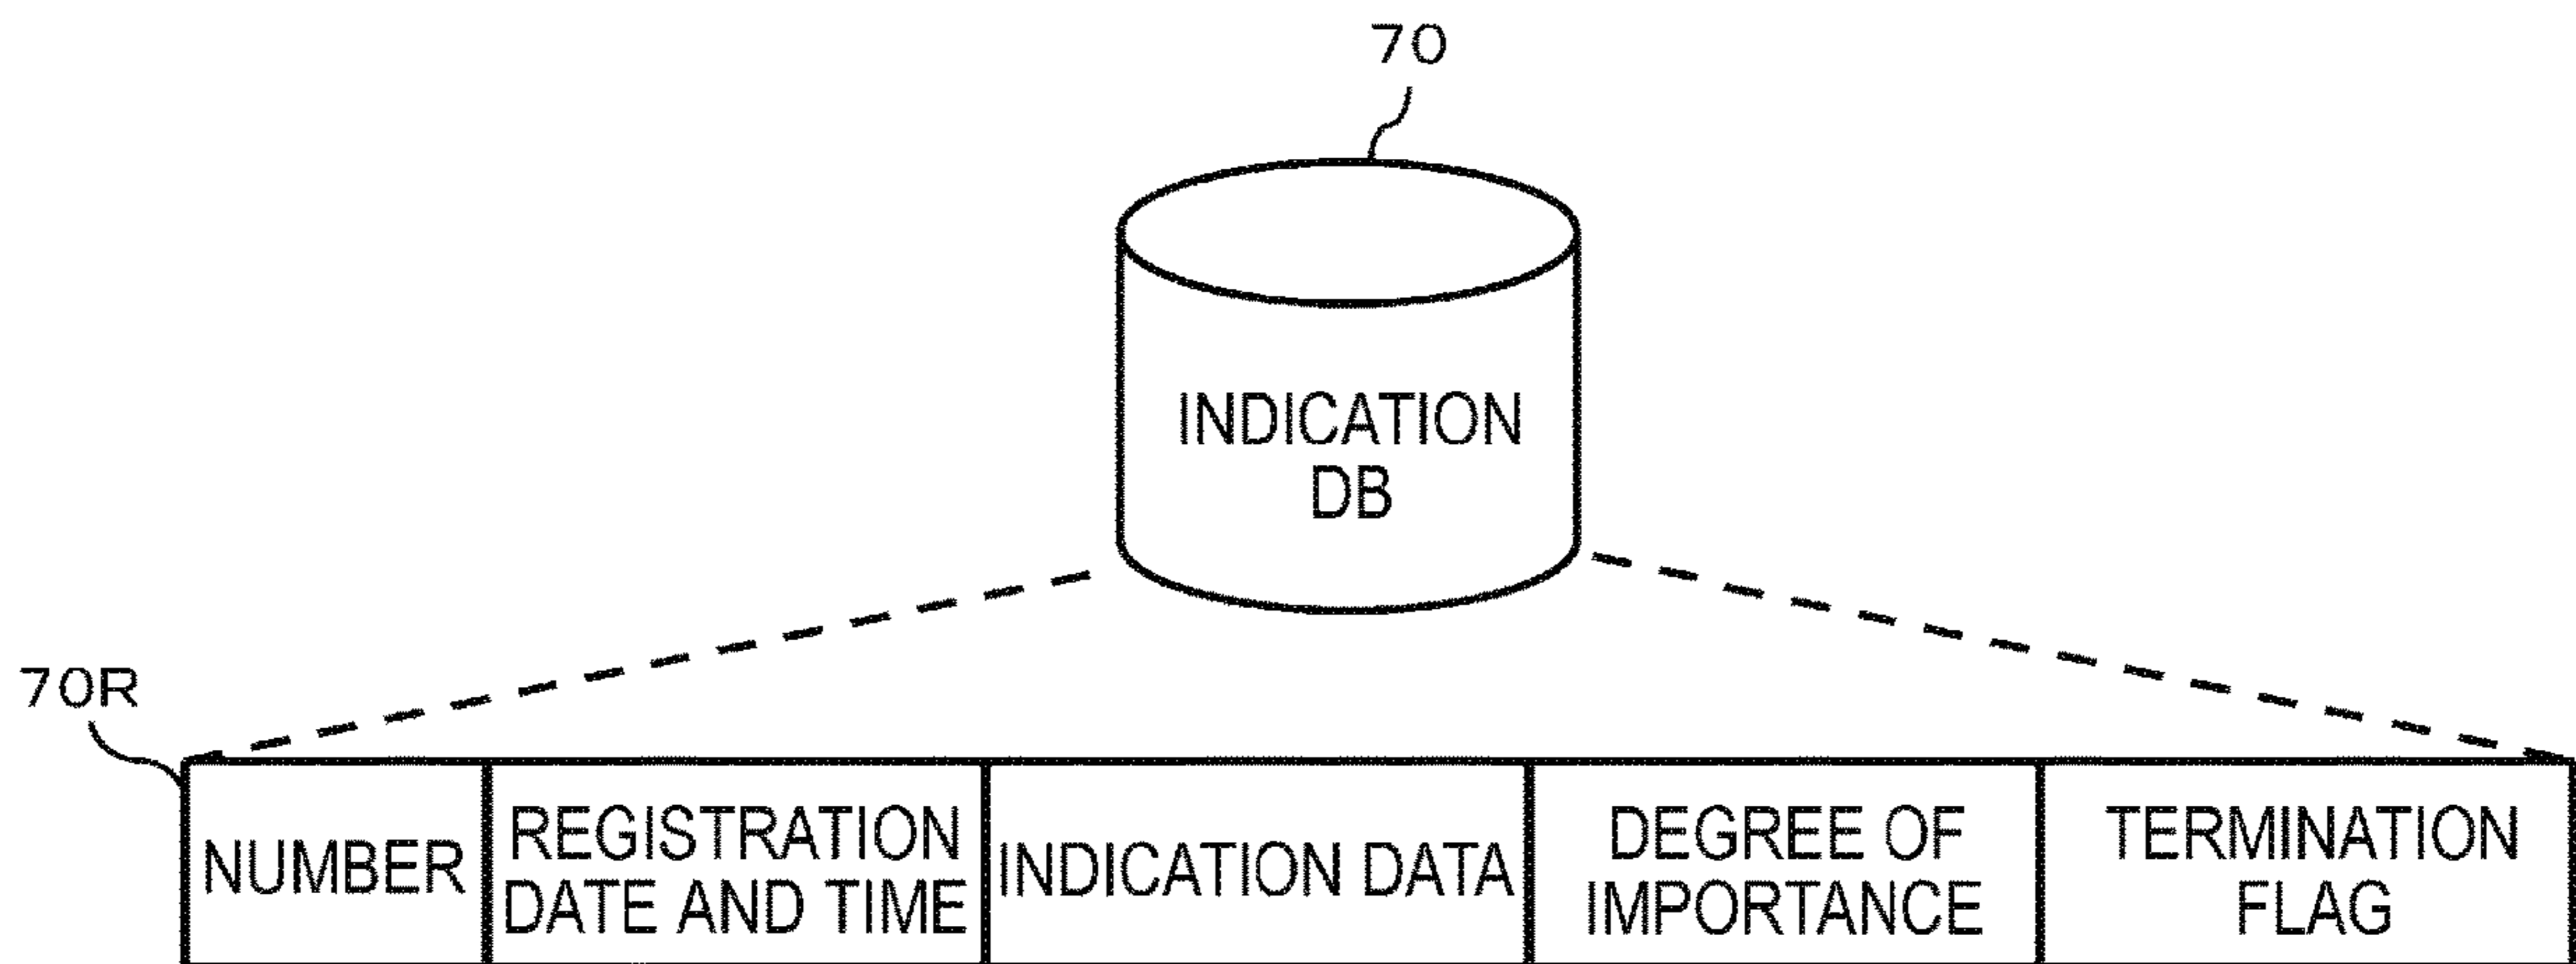 70
INDICATION
DB
70R
NUMBER
REGISTRATION
DATE AND TIME
INDICATION DATA
DEGREE OF
IMPORTANCE
TERMINATION
FLAG